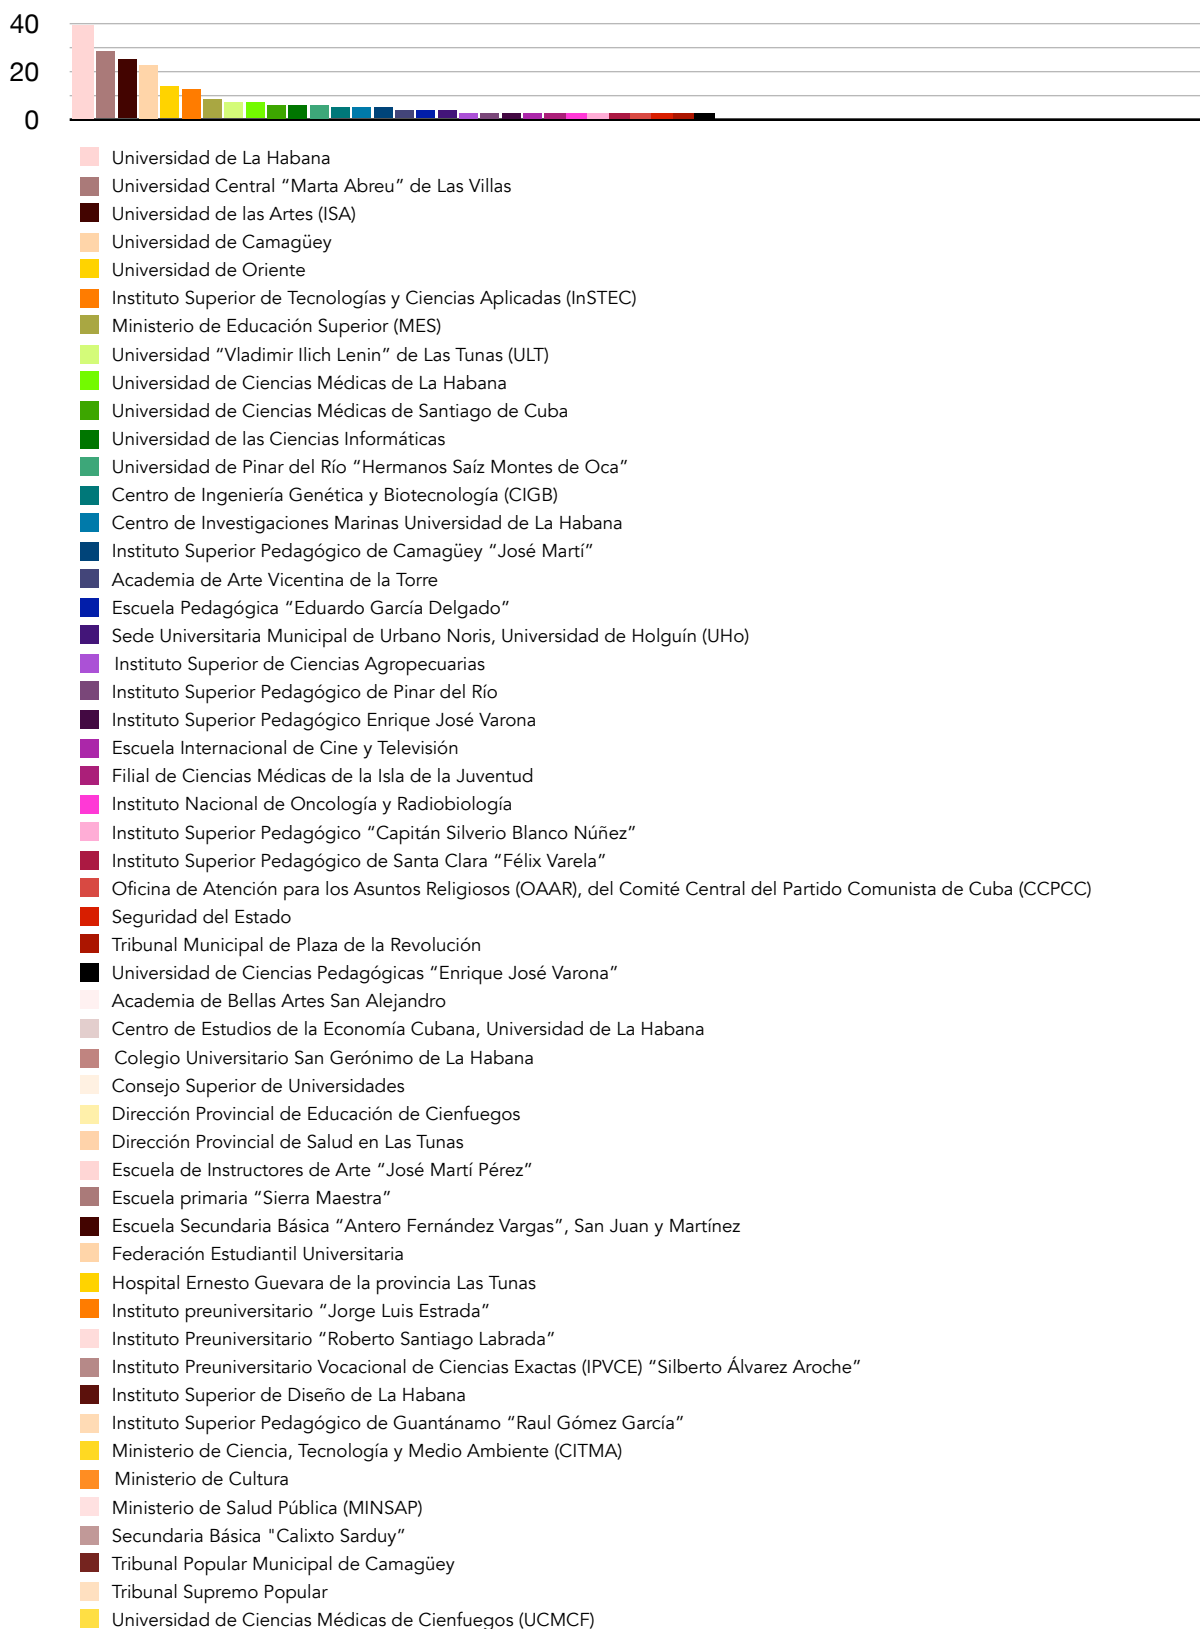 40
20
0
Universidad de La Habana
Universidad Central “Marta Abreu” de Las Villas
Universidad de las Artes (ISA)
Universidad de Camagüey
Universidad de Oriente
Instituto Superior de Tecnologías y Ciencias Aplicadas (InSTEC)
Ministerio de Educación Superior (MES)
Universidad “Vladimir Ilich Lenin” de Las Tunas (ULT)
Universidad de Ciencias Médicas de La Habana
Universidad de Ciencias Médicas de Santiago de Cuba
Universidad de las Ciencias Informáticas
Universidad de Pinar del Río “Hermanos Saíz Montes de Oca”
Centro de Ingeniería Genética y Biotecnología (CIGB)
Centro de Investigaciones Marinas Universidad de La Habana
Instituto Superior Pedagógico de Camagüey “José Martí”
Academia de Arte Vicentina de la Torre
Escuela Pedagógica “Eduardo García Delgado”
Sede Universitaria Municipal de Urbano Noris, Universidad de Holguín (UHo)
Instituto Superior de Ciencias Agropecuarias
Instituto Superior Pedagógico de Pinar del Río
Instituto Superior Pedagógico Enrique José Varona
Escuela Internacional de Cine y Televisión
Filial de Ciencias Médicas de la Isla de la Juventud
Instituto Nacional de Oncología y Radiobiología
Instituto Superior Pedagógico “Capitán Silverio Blanco Núñez”
Instituto Superior Pedagógico de Santa Clara “Félix Varela”
Oficina de Atención para los Asuntos Religiosos (OAAR), del Comité Central del Partido Comunista de Cuba (CCPCC)
Seguridad del Estado
Tribunal Municipal de Plaza de la Revolución
Universidad de Ciencias Pedagógicas “Enrique José Varona”
Academia de Bellas Artes San Alejandro
Centro de Estudios de la Economía Cubana, Universidad de La Habana
Colegio Universitario San Gerónimo de La Habana
Consejo Superior de Universidades
Dirección Provincial de Educación de Cienfuegos
Dirección Provincial de Salud en Las Tunas
Escuela de Instructores de Arte “José Martí Pérez”
Escuela primaria “Sierra Maestra”
Escuela Secundaria Básica “Antero Fernández Vargas”, San Juan y Martínez
Federación Estudiantil Universitaria
Hospital Ernesto Guevara de la provincia Las Tunas
Instituto preuniversitario “Jorge Luis Estrada”
Instituto Preuniversitario “Roberto Santiago Labrada”
Instituto Preuniversitario Vocacional de Ciencias Exactas (IPVCE) “Silberto Álvarez Aroche”
Instituto Superior de Diseño de La Habana
Instituto Superior Pedagógico de Guantánamo “Raul Gómez García”
Ministerio de Ciencia, Tecnología y Medio Ambiente (CITMA)
Ministerio de Cultura
Ministerio de Salud Pública (MINSAP)
Secundaria Básica "Calixto Sarduy”
Tribunal Popular Municipal de Camagüey
Tribunal Supremo Popular
Universidad de Ciencias Médicas de Cienfuegos (UCMCF)